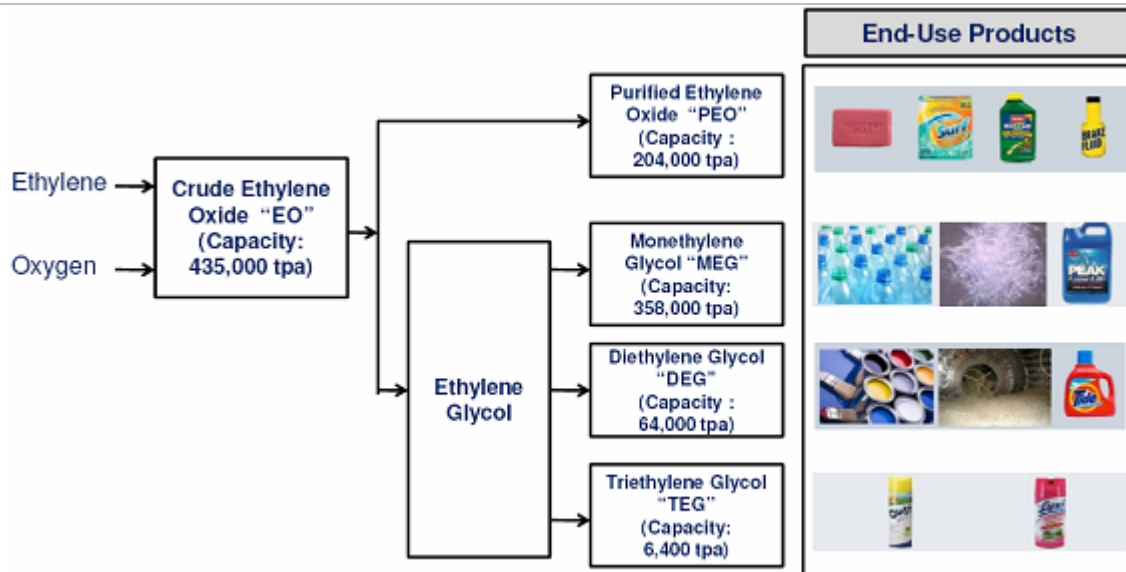 End-Use Products
Purified Ethylene
Oxide “PEO”
(Capacity :
204,000 tpa)
Ethylene
Oxygen
Crude Ethylene
Oxide “EO”
(Capacity:
435,000 tpa)
Monethylene
Glycol “MEG”
(Capacity:
358,000 tpa)
Ethylene
Glycol
Diethylene Glycol
“DEG”
(Capacity :
64,000 tpa)
Triethylene Glycol
“TEG”
(Capacity:
6,400 tpa)
Surf
BRAKE
FLUID
PEAK
Tide